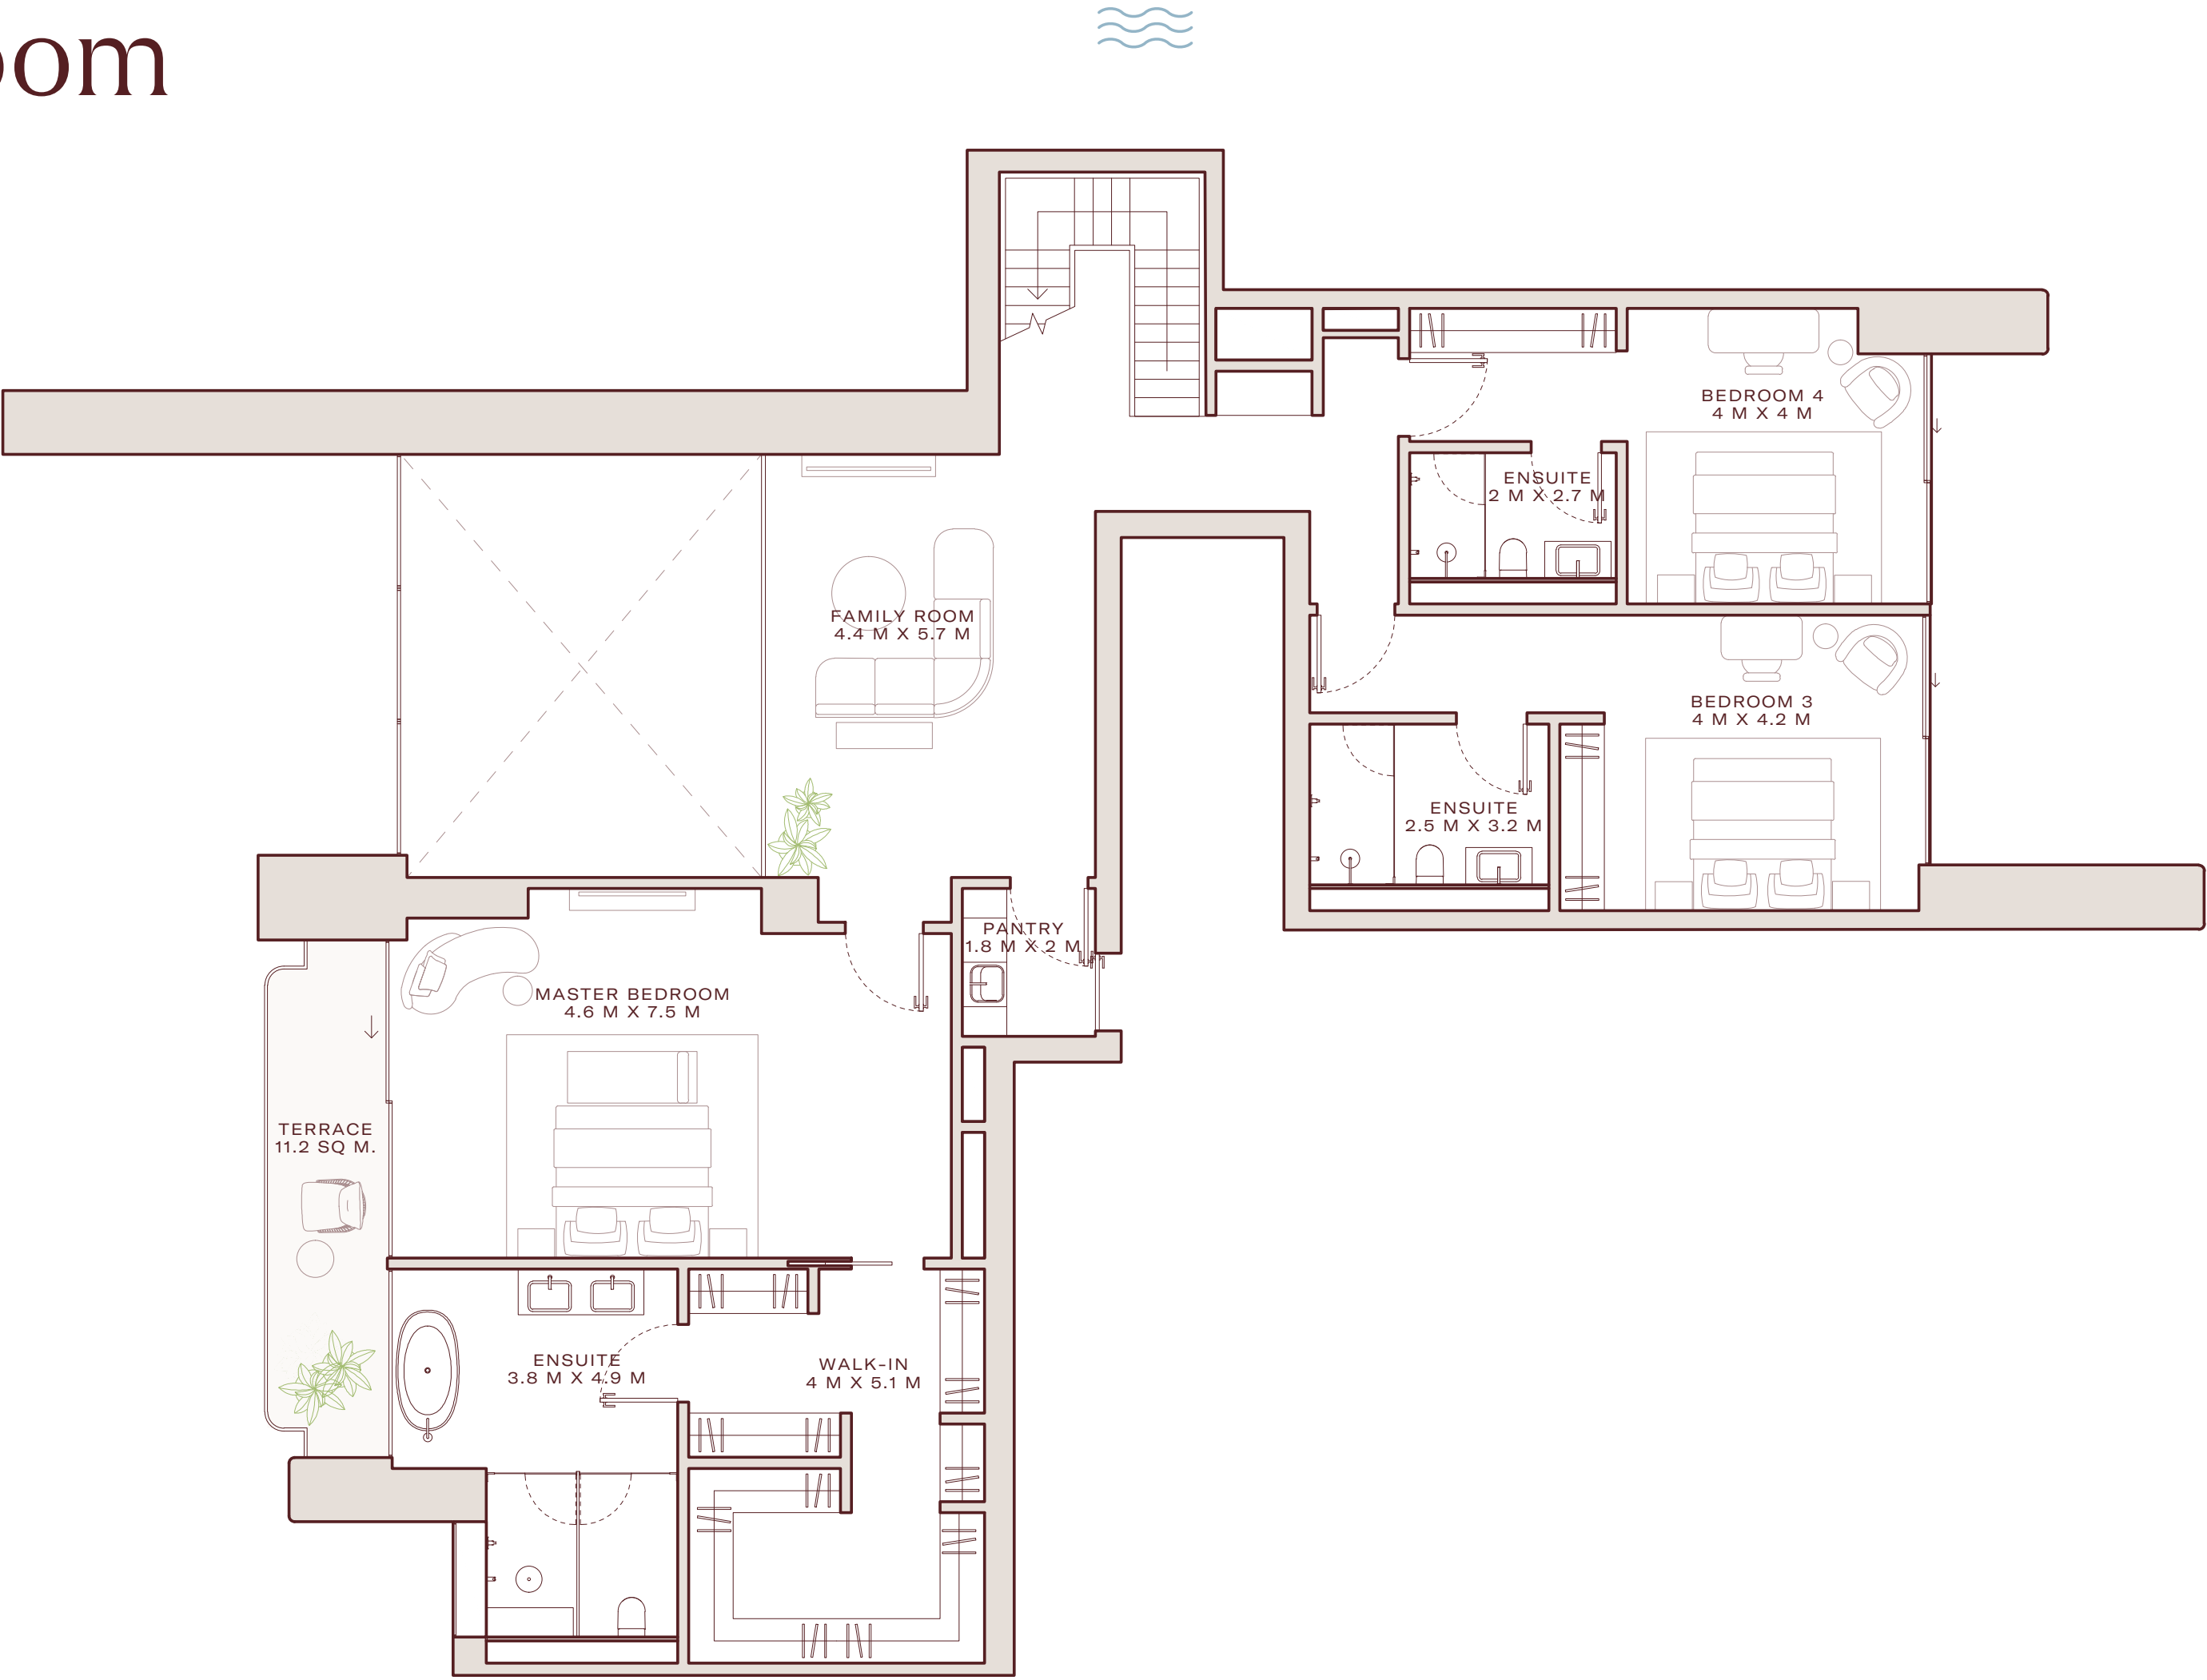 oom
BEDROOM 4
4 M X 4 M
ENSUITE
2 M X 2.7 M
FAMILY ROOM
4.4 M X 5.7 M
BEDROOM 3
4 M X 4.2 M
ENSUITE
2.5 M X 3.2 M
PANTRY
1.8 M X 2 M
MASTER BEDROOM
4.6 M X 7.5 M
TERRACE
11.2 SQ M.
ENSUITE
3.8 M X 4.9 M
WALK-IN
4 M X 5.1 M